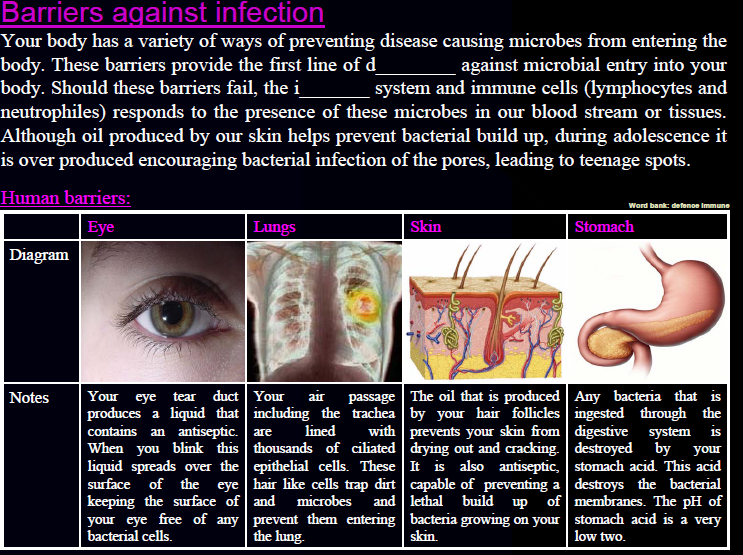 Barriers against infection
Your body has a variety of ways of preventing disease causing microbes from entering the
body. These barriers provide the first line of d________ against microbial entry into your
body. Should these barriers fail, the i_______ system and immune cells (lymphocytes and
neutrophiles) responds to the presence of these microbes in our blood stream or tissues.
Although oil produced by our skin helps prevent bacterial build up, during adolescence it
is over produced encouraging bacterial infection of the pores, leading to teenage spots.
Human barriers:
Word bank: defence immune
Eye
Lungs
Skin
Stomach
Diagram
Notes
Your eye tear duct
produces a liquid that
contains an antiseptic.
When you blink this
liquid spreads over the
surface of the eye
keeping the surface of
your eye free of any
bacterial cells.
Your air passage
including the trachea
are lined with
thousands of ciliated
epithelial cells. These
hair like cells trap dirt
and microbes and
prevent them entering
the lung.
The oil that is produced
by your hair follicles
prevents your skin from
drying out and cracking.
It is also antiseptic,
capable of preventing a
lethal build up of
bacteria growing on your
skin.
Any bacteria that is
ingested through the
digestive system is
destroyed by your
stomach acid. This acid
destroys the bacterial
membranes. The pH of
stomach acid is a very
low two.